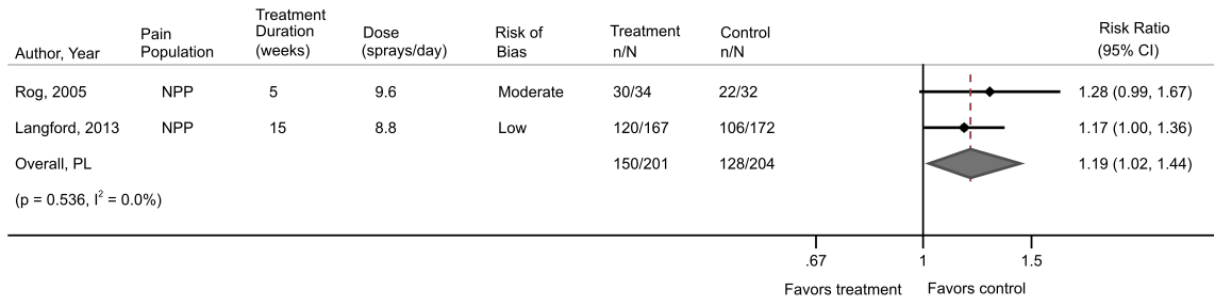 Author, Year Pain Population Treatment Duration (weeks) Dose (sprays/day) Risk of Bias Treatment n/N Control n/N Risk Ratio (95% CI)
Rog, 2005 NPP 5 9.6 Moderate 30/34 22/32 1.28 (0.99, 1.67)
Langford, 2013 NPP 15 8.8 Low 120/167 106/172 1.17 (1.00, 1.36)
Overall, PL 150/201 128/204 1.19 (1.02, 1.44)
(p = 0.536, I² = 0.0%)
.67 1 1.5
Favors treatment Favors control